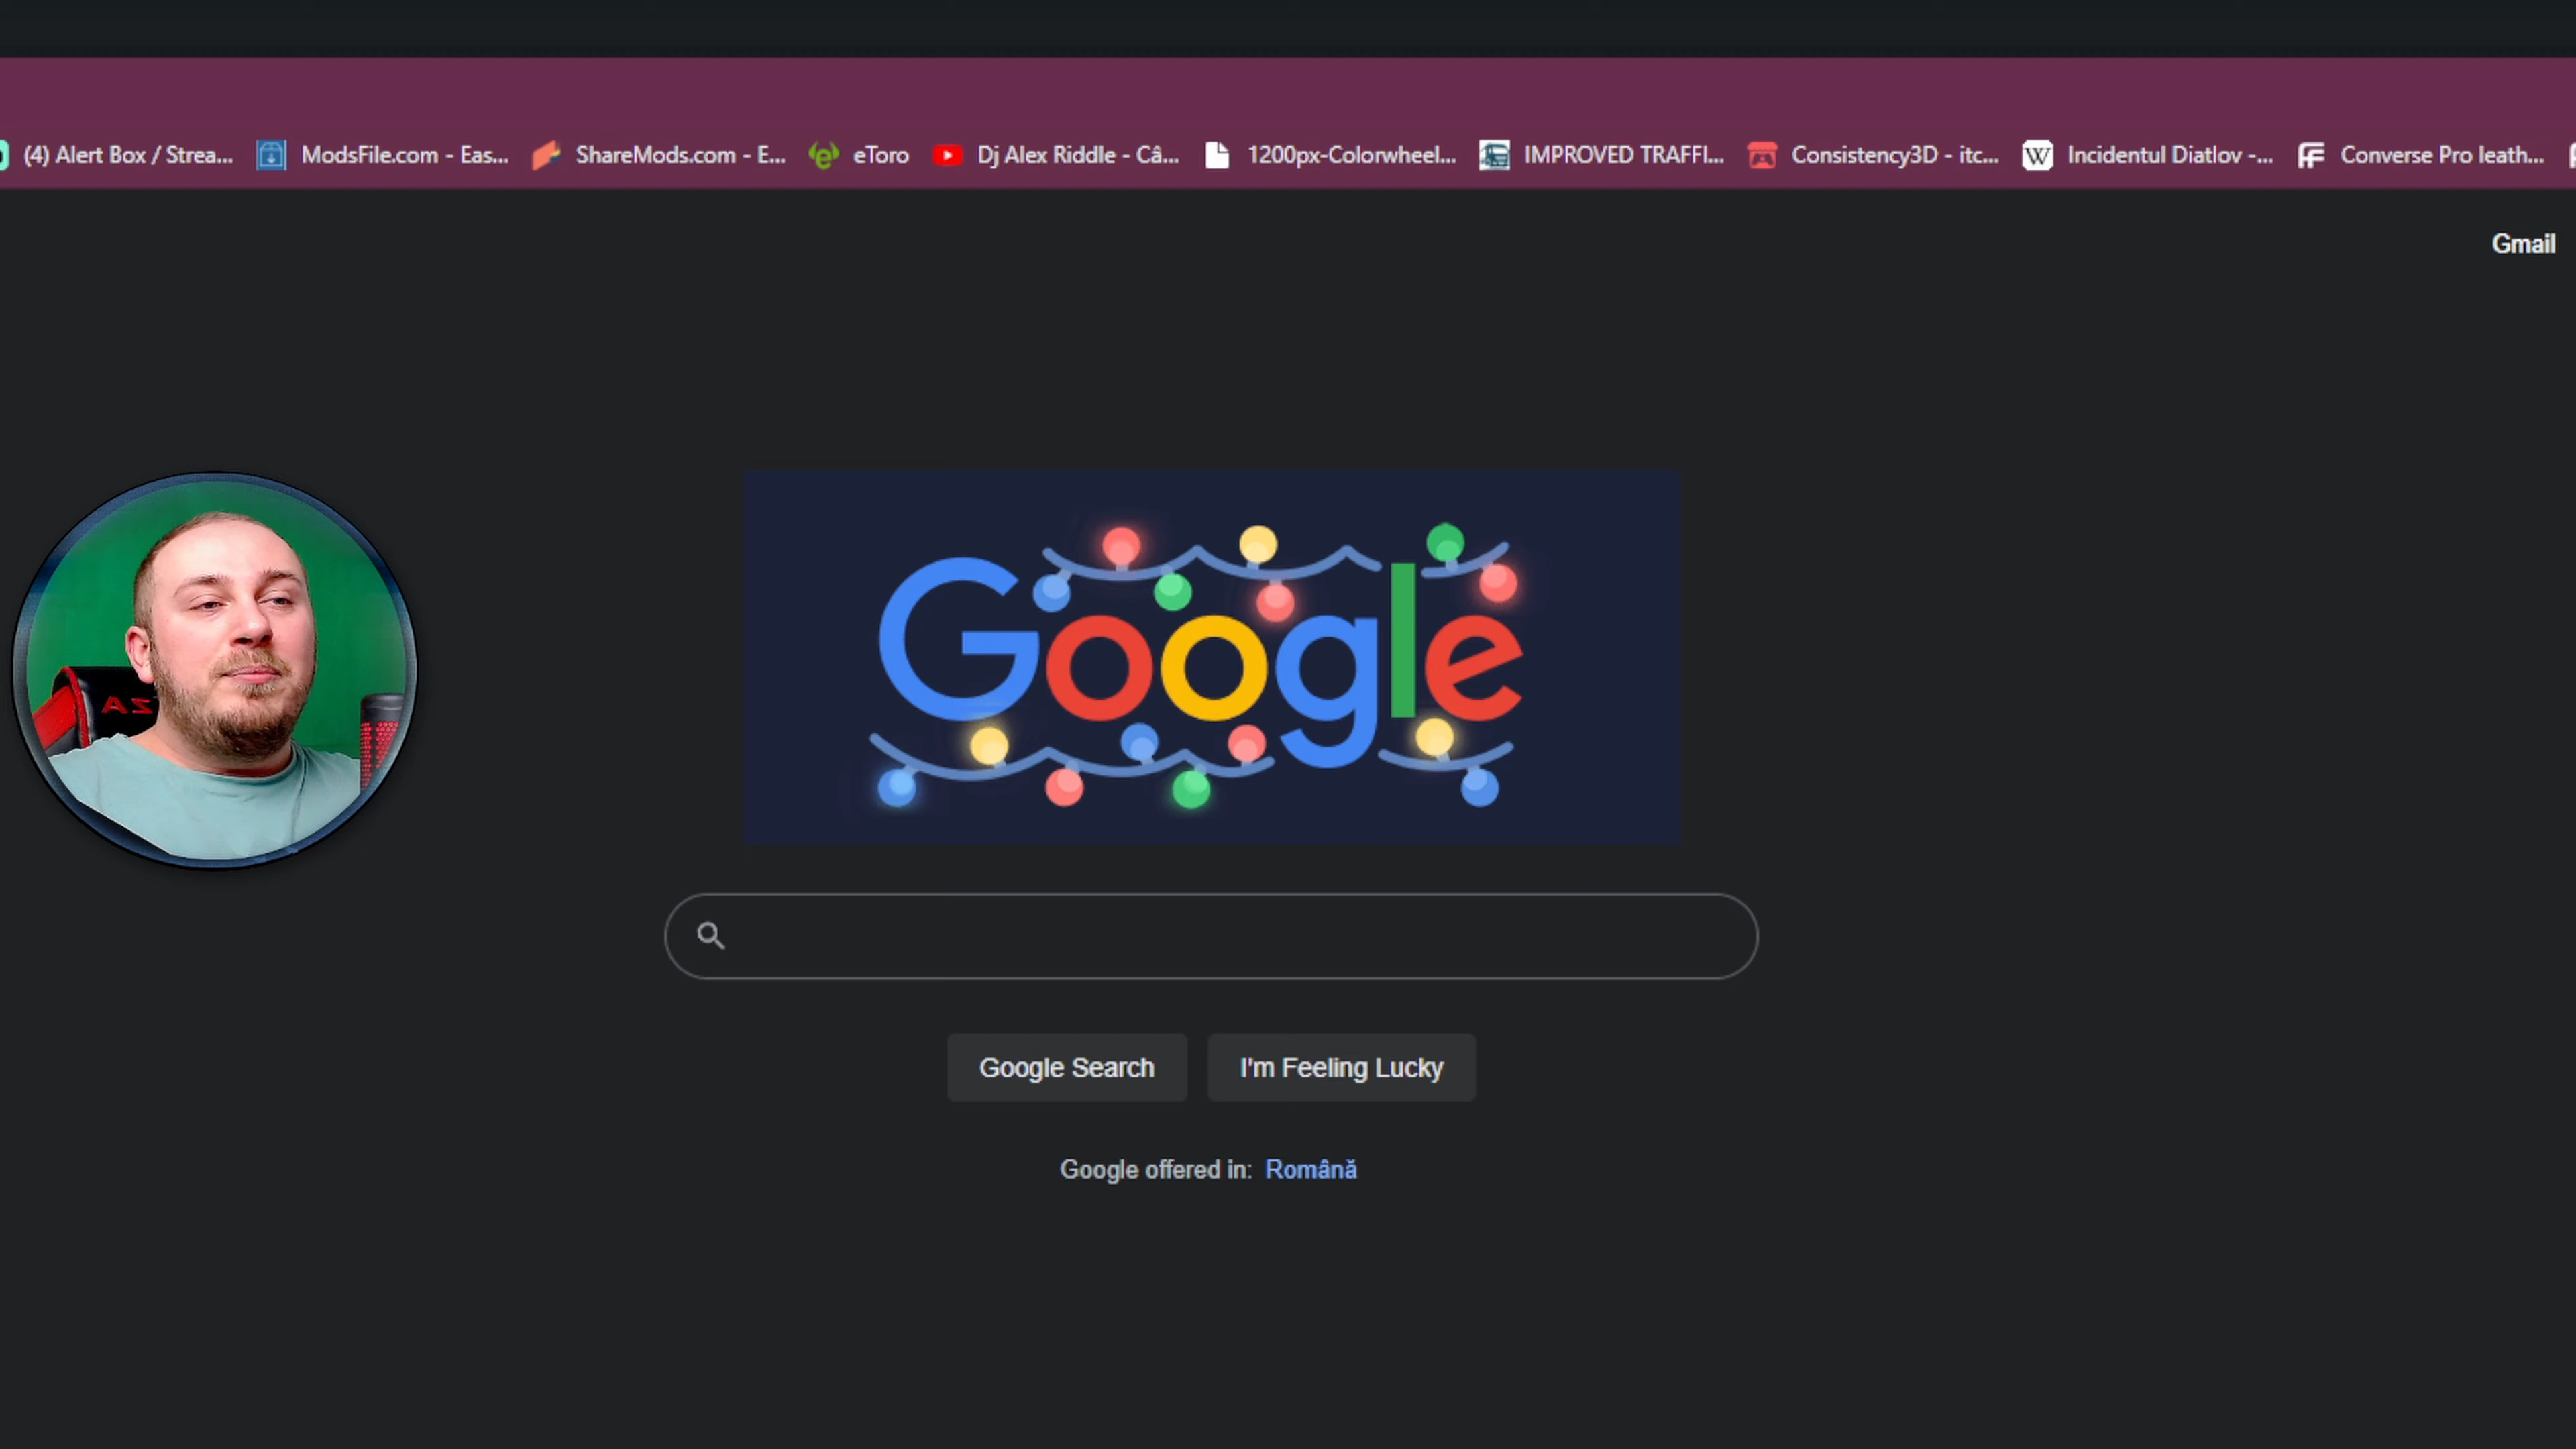 (4) Alert Box / Strea... ModsFile.com - Eas... ShareMods.com - E... eToro Dj Alex Riddle - Câ... 1200px-Colorwheel... IMPROVED TRAFFI... Consistency3D - itc... W Incidentul Diatlov -... Converse Pro leath...
Gmail
Google
Google Search I'm Feeling Lucky
Google offered in: Română